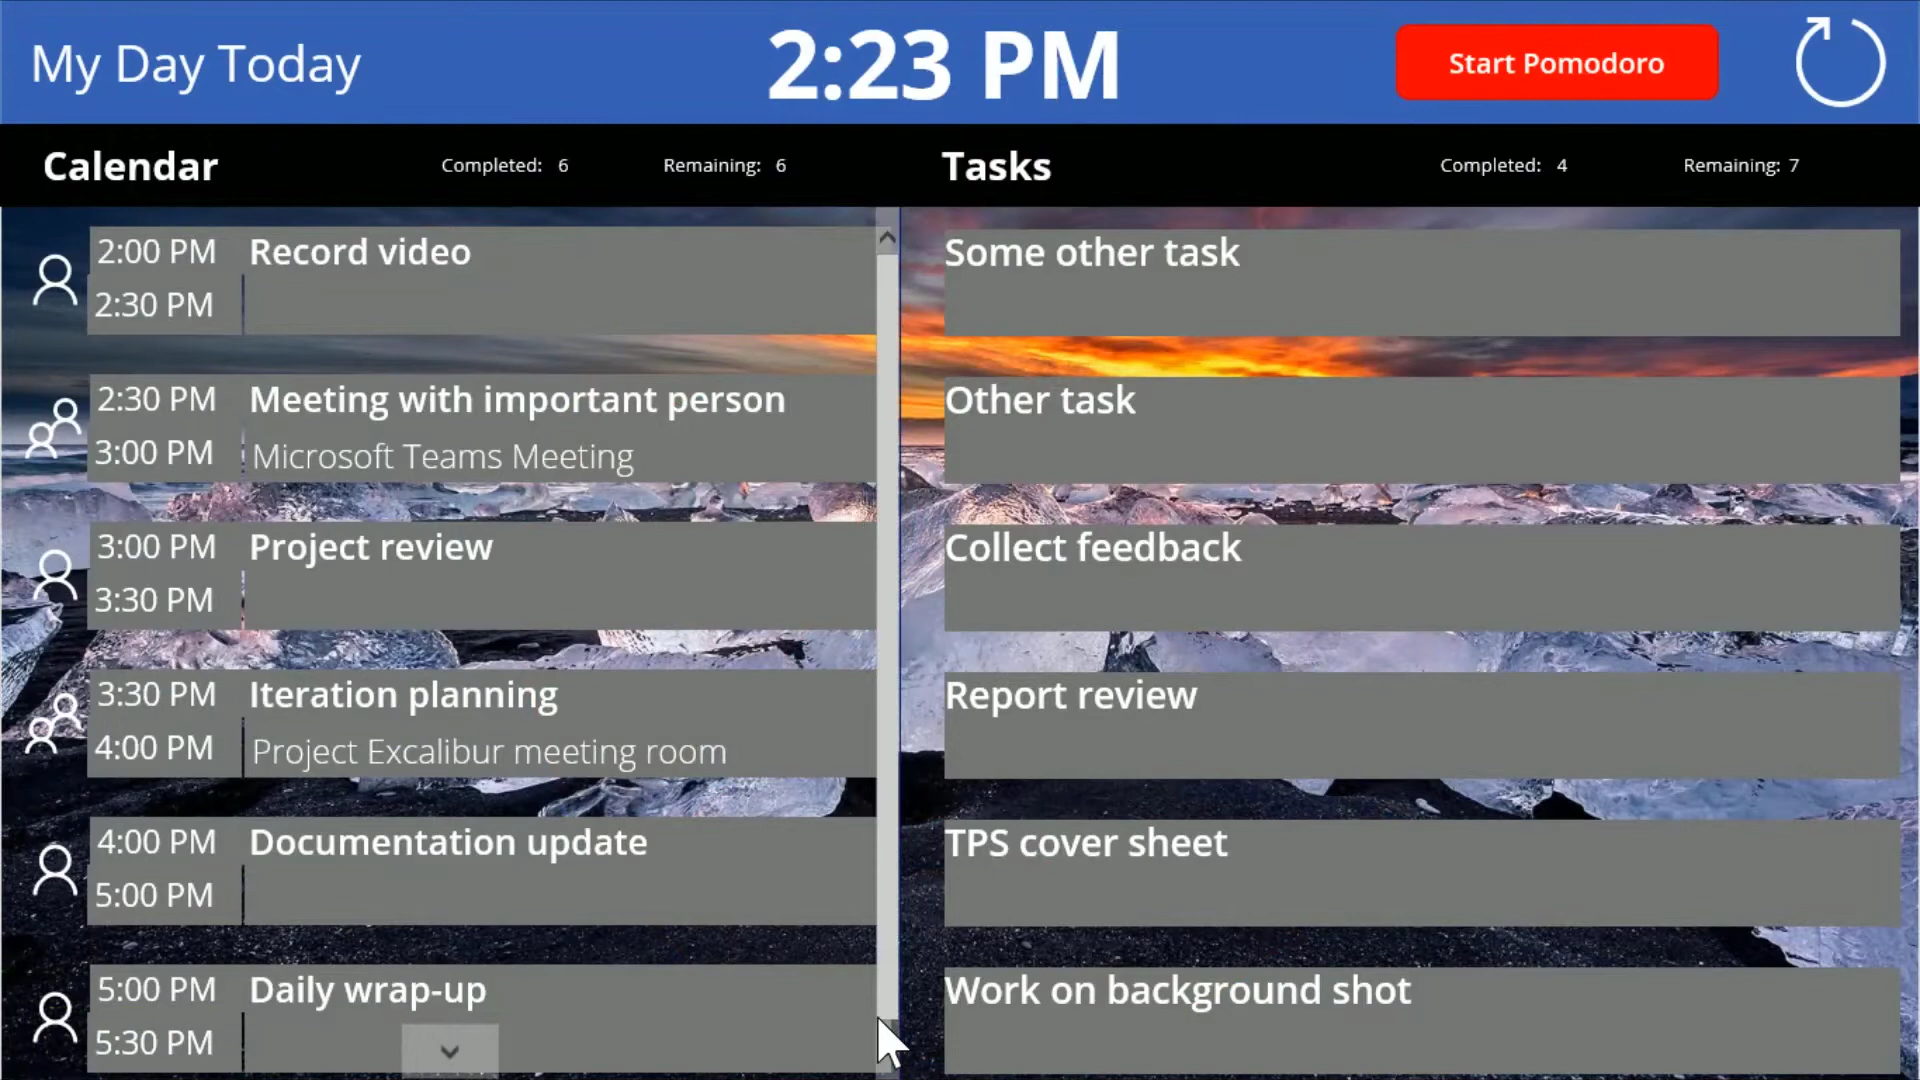 My Day Today
2:23 PM
Start Pomodoro
Calendar
Completed: 6
Remaining: 6
Tasks
Completed: 4
Remaining: 7
2:00 PM Record video
2:30 PM
2:30 PM Meeting with important person
3:00 PM Microsoft Teams Meeting
3:00 PM Project review
3:30 PM
3:30 PM Iteration planning
4:00 PM Project Excalibur meeting room
4:00 PM Documentation update
5:00 PM
5:00 PM Daily wrap-up
5:30 PM
Some other task
Other task
Collect feedback
Report review
TPS cover sheet
Work on background shot